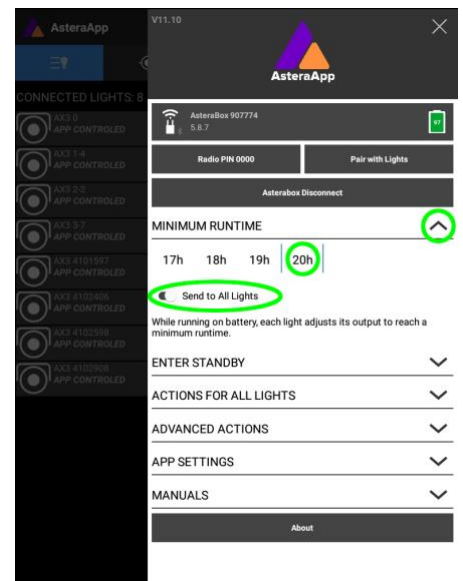 AsteraApp
CONNECTED LIGHTS: 8
AX3 0
APP CONTROLED
AX3 1-4
APP CONTROLED
AX3 2-2
APP CONTROLED
AX3 3-7
APP CONTROLED
AX3 4101597
APP CONTROLED
AX3 4102406
APP CONTROLED
AX3 4102598
APP CONTROLED
AX3 4102908
APP CONTROLED
V11.10
AsteraApp
AsteraBox 907774
5.8.7
97
Radio PIN 0000
Pair with Lights
Asterabox Disconnect
MINIMUM RUNTIME
17h 18h 19h 20h
Send to All Lights
While running on battery, each light adjusts its output to reach a
minimum runtime.
ENTER STANDBY
ACTIONS FOR ALL LIGHTS
ADVANCED ACTIONS
APP SETTINGS
MANUALS
About